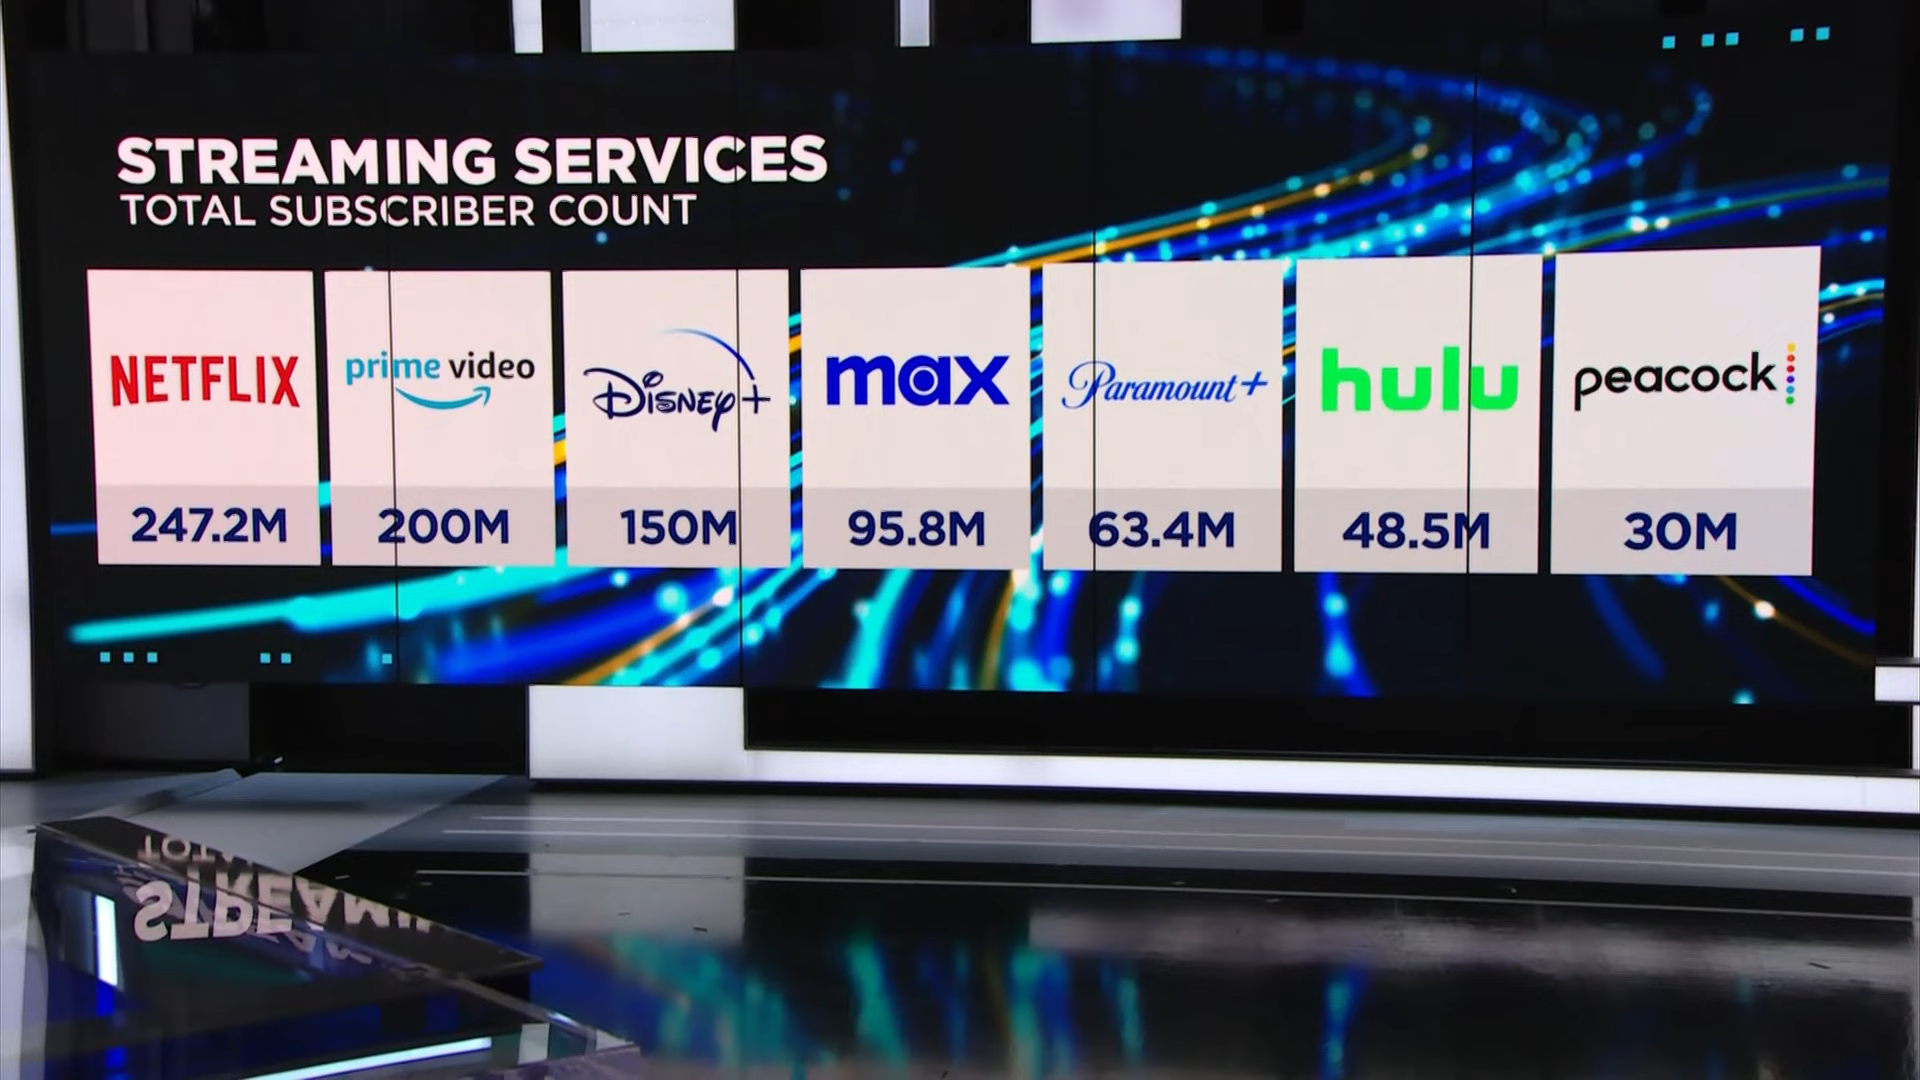 STREAMING SERVICES
TOTAL SUBSCRIBER COUNT
NETFLIX
prime video
Disney+
max
Paramount+
hulu
peacock
247.2M
200M
150M
95.8M
63.4M
48.5M
30M
TOTA
STREAMI